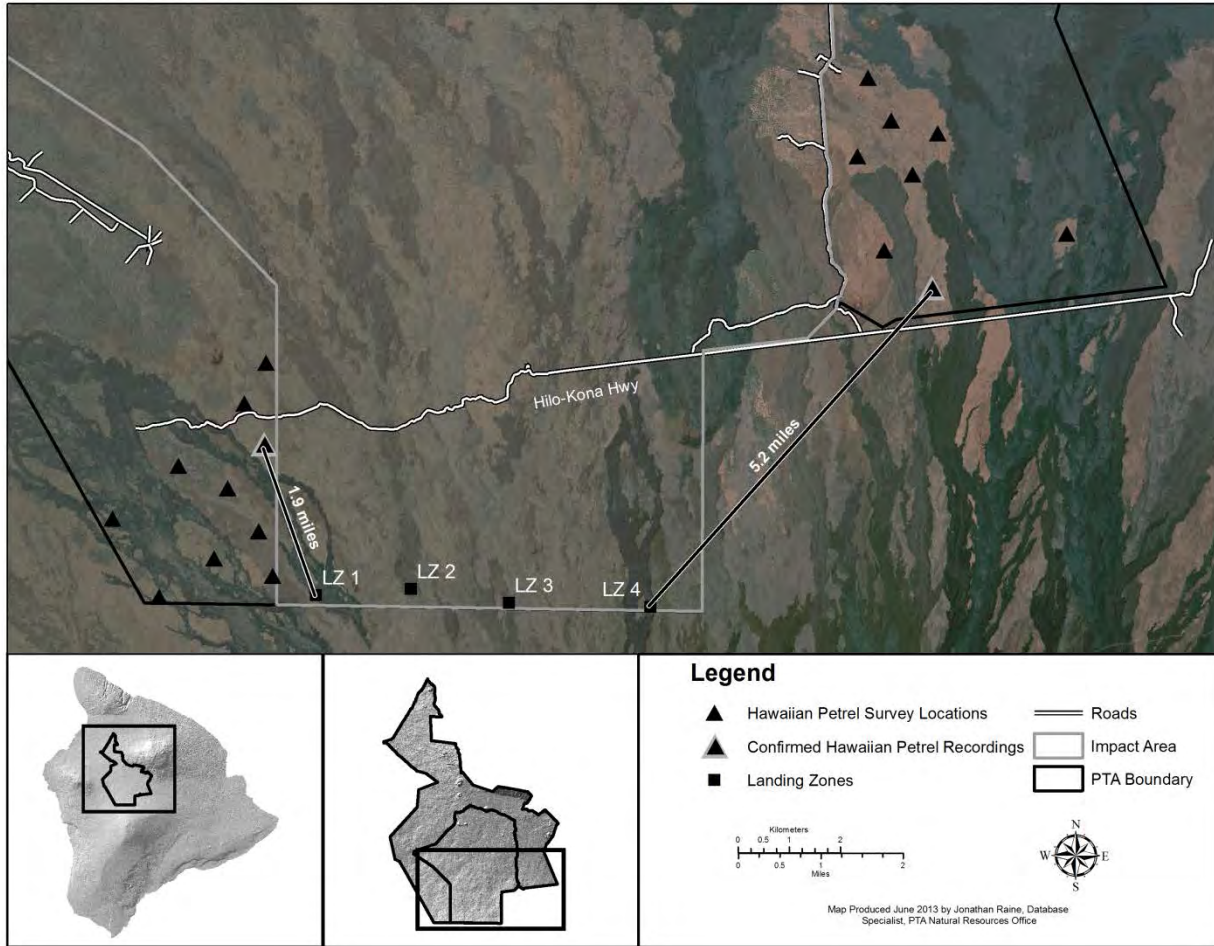 Hilo-Kona Hwy
5.2 miles
1.9 miles
LZ 1
LZ 2
LZ 3
LZ 4
Legend
Hawaiian Petrel Survey Locations
Confirmed Hawaiian Petrel Recordings
Landing Zones
Roads
Impact Area
PTA Boundary
Kilometers
0 0.5 1 2
0 0.5 1 2
Miles
N
W E
S
Map Produced June 2013 by Jonathan Raine, Database
Specialist, PTA Natural Resources Office